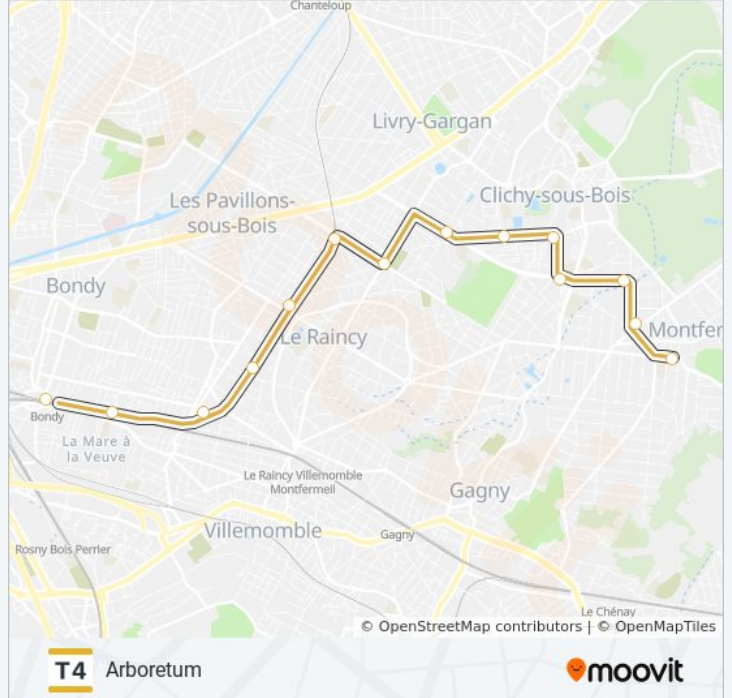 Chanteloup
Livry-Gargan
Clichy-sous-Bois
Les Pavillons-
sous-Bois
Bondy
Le Raincy
Montfer
Bondy
La Mare à
la Veuve
Le Raincy Villemomble
Montfermeil
Gagny
Villemomble
Gagny
Rosny Bois Perrier
Le Chénay
© OpenStreetMap contributors | © OpenMapTiles
T4
Arboretum
moovit